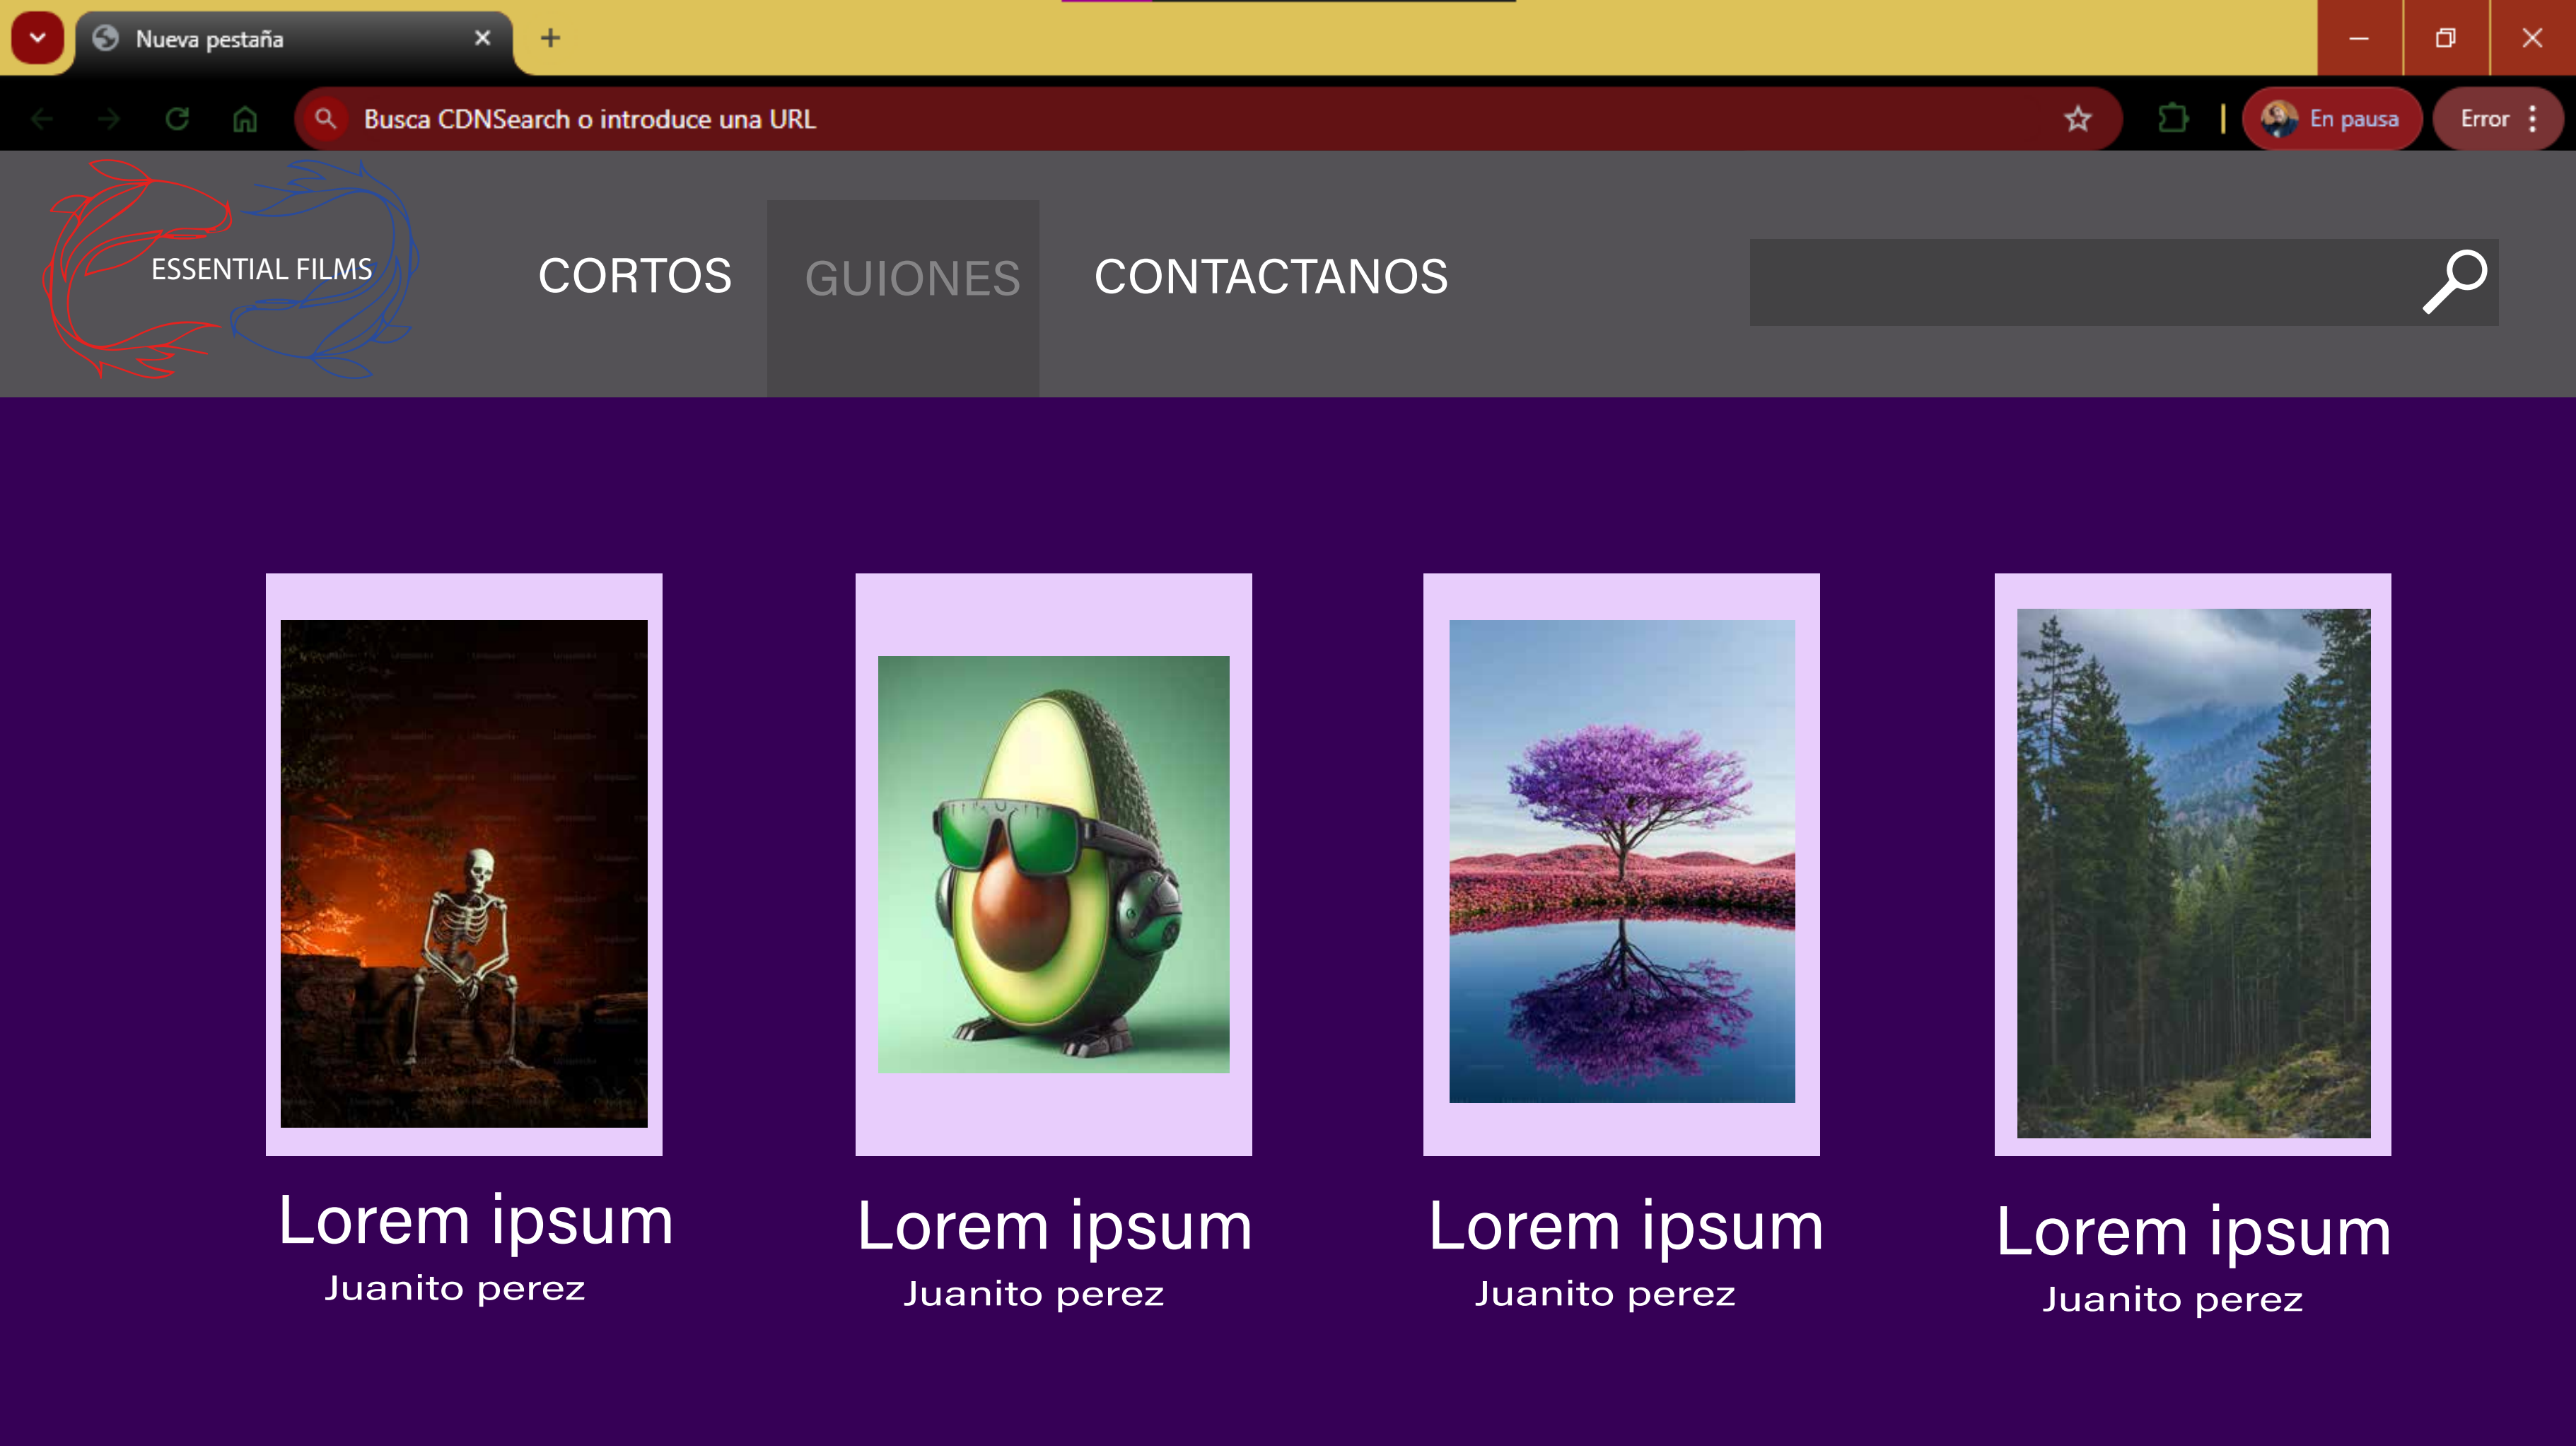 Nueva pestaña
Busca CDNSearch o introduce una URL
En pausa
Error
ESSENTIAL FILMS
CORTOS
GUIONES
CONTACTANOS
Lorem ipsum
Juanito perez
Lorem ipsum
Juanito perez
Lorem ipsum
Juanito perez
Lorem ipsum
Juanito perez